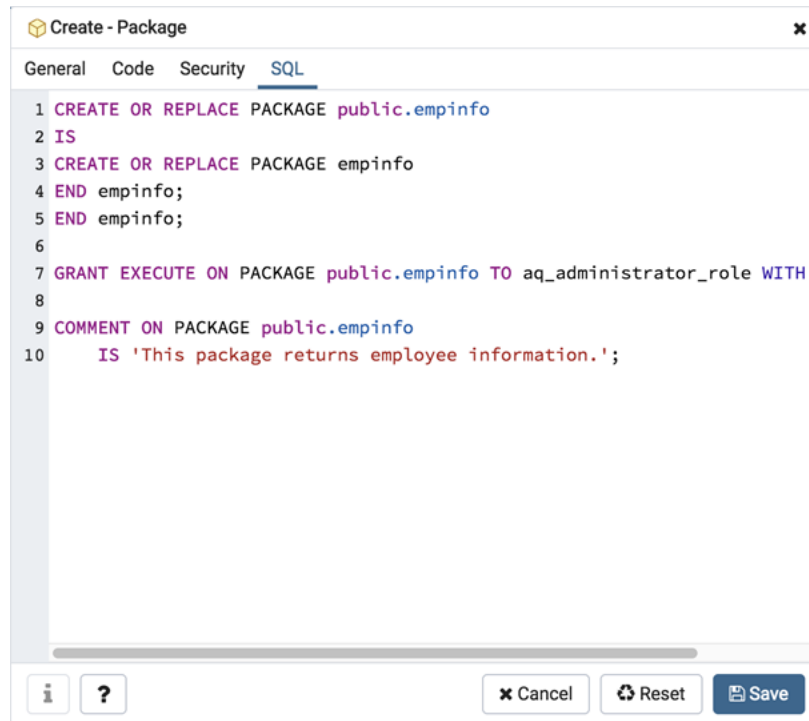 Create - Package
General Code Security SQL
1 CREATE OR REPLACE PACKAGE public.empinfo
2 IS
3 CREATE OR REPLACE PACKAGE empinfo
4 END empinfo;
5 END empinfo;
6
7 GRANT EXECUTE ON PACKAGE public.empinfo TO aq_administrator_role WITH
8
9 COMMENT ON PACKAGE public.empinfo
10 IS 'This package returns employee information.';
i ? Cancel Reset Save